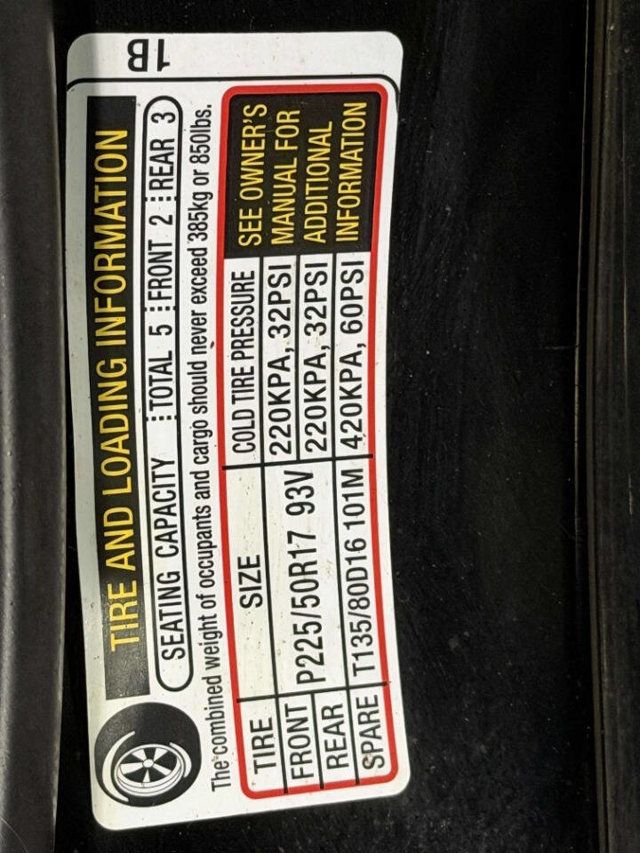 1B
TIRE AND LOADING INFORMATION
SEATING CAPACITY TOTAL 5 FRONT 2 REAR 3
The combined weight of occupants and cargo should never exceed 385kg or 850lbs.
TIRE SIZE COLD TIRE PRESSURE
FRONT P225/50R17 93V 220KPA, 32PSI
REAR 220KPA, 32PSI
SPARE T135/80D16 101M 420KPA, 60PSI
SEE OWNER'S
MANUAL FOR
ADDITIONAL
INFORMATION